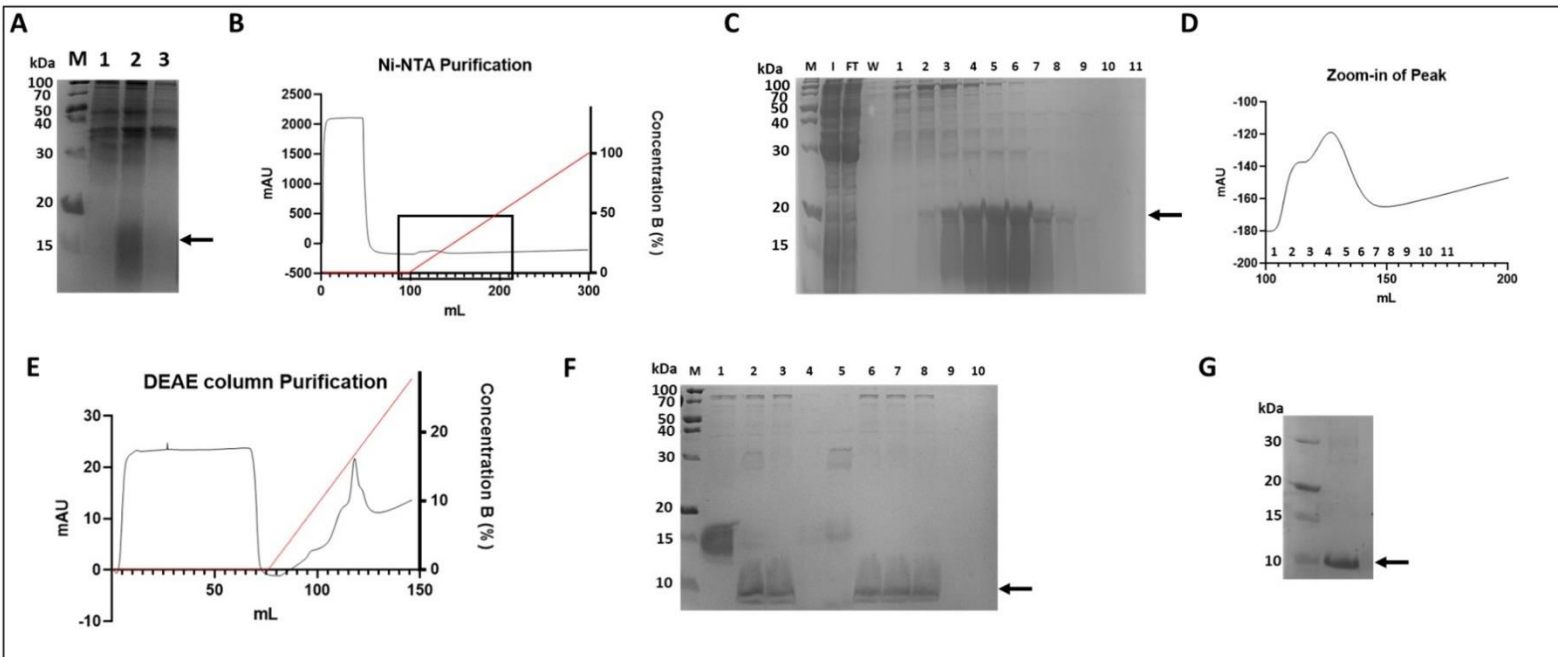 A
kDa M 1 2 3
100
70
50
40
30
20
15
B
Ni-NTA Purification
2500
2000
1500
1000
500
0
-500
mAU
0 100 200 300
mL
100
50
0
Concentration B (%)
C
kDa M I FT W 1 2 3 4 5 6 7 8 9 10 11
100
70
50
40
30
20
15
D
Zoom-in of Peak
-100
-120
-140
-160
-180
-200
mAU
1 2 3 4 5 6 7 8 9 10 11
100 150 200
mL
E
DEAE column Purification
30
20
10
0
-10
mAU
50 100 150
mL
20
10
0
Concentration B (%)
F
kDa M 1 2 3 4 5 6 7 8 9 10
100
70
50
40
30
20
15
10
G
kDa
30
20
15
10